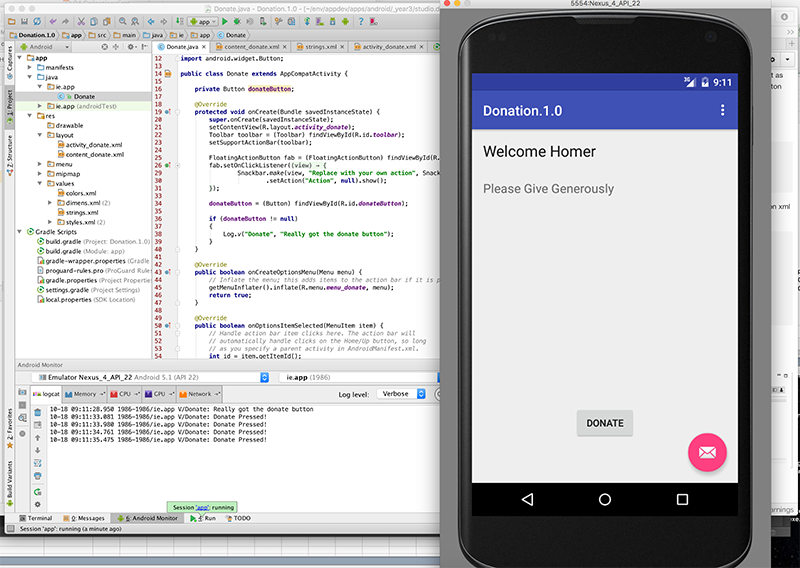 Donate.java - Donation.1.0 - [~/env/appdev/apps/android/_year3/studio.d
5554:Nexus_4_API_22
app
Donation.1.0 app src main java ie app Donate
Android
Donate.java content_donate.xml strings.xml activity_donate.xml
Captures
1: Project
Z: Structure
2: Favorites
Build Variants
app
manifests
java
ie.app
Donate
ie.app (androidTest)
res
drawable
layout
activity_donate.xml
content_donate.xml
menu
mipmap
values
colors.xml
dimens.xml (2)
strings.xml
styles.xml (2)
Gradle Scripts
build.gradle (Project: Donation.1.0)
build.gradle (Module: app)
gradle-wrapper.properties (Gradle
proguard-rules.pro (ProGuard Rules
gradle.properties (Project Properties
settings.gradle (Project Settings)
local.properties (SDK Location)
12 import android.widget.Button;
13
14 public class Donate extends AppCompatActivity {
15
16 private Button donateButton;
17
18 @Override
19 protected void onCreate(Bundle savedInstanceState) {
20 super.onCreate(savedInstanceState);
21 setContentView(R.layout.activity_donate);
22 Toolbar toolbar = (Toolbar) findViewById(R.id.toolbar);
23 setSupportActionBar(toolbar);
24
25 FloatingActionButton fab = (FloatingActionButton) findViewById(R.
26 fab.setOnClickListener((view) → {
29 Snackbar.make(view, "Replace with your own action", Snack
30 .setAction("Action", null).show();
32 });
33
34 donateButton = (Button) findViewById(R.id.donateButton);
35
36 if (donateButton != null)
37 {
38 Log.v("Donate", "Really got the donate button");
39 }
40 }
41
42 @Override
43 public boolean onCreateOptionsMenu(Menu menu) {
44 // Inflate the menu; this adds items to the action bar if it is p
45 getMenuInflater().inflate(R.menu.menu_donate, menu);
46 return true;
47 }
48
49 @Override
50 public boolean onOptionsItemSelected(MenuItem item) {
51 // Handle action bar item clicks here. The action bar will
52 // automatically handle clicks on the Home/Up button, so long
53 // as you specify a parent activity in AndroidManifest.xml.
54 int id = item.getItemId();
Android Monitor
Emulator Nexus_4_API_22 Android 5.1 (API 22) ie.app (1986)
logcat Memory CPU GPU Network Log level: Verbose
10-18 09:11:28.950 1986-1986/ie.app V/Donate: Really got the donate button
10-18 09:11:33.081 1986-1986/ie.app V/Donate: Donate Pressed!
10-18 09:11:33.980 1986-1986/ie.app V/Donate: Donate Pressed!
10-18 09:11:34.761 1986-1986/ie.app V/Donate: Donate Pressed!
10-18 09:11:35.475 1986-1986/ie.app V/Donate: Donate Pressed!
Session 'app': running
Terminal 0: Messages 6: Android Monitor 4: Run TODO
Session 'app': running (a minute ago)
3G 9:11
Donation.1.0
Welcome Homer
Please Give Generously
DONATE
st as
on xml